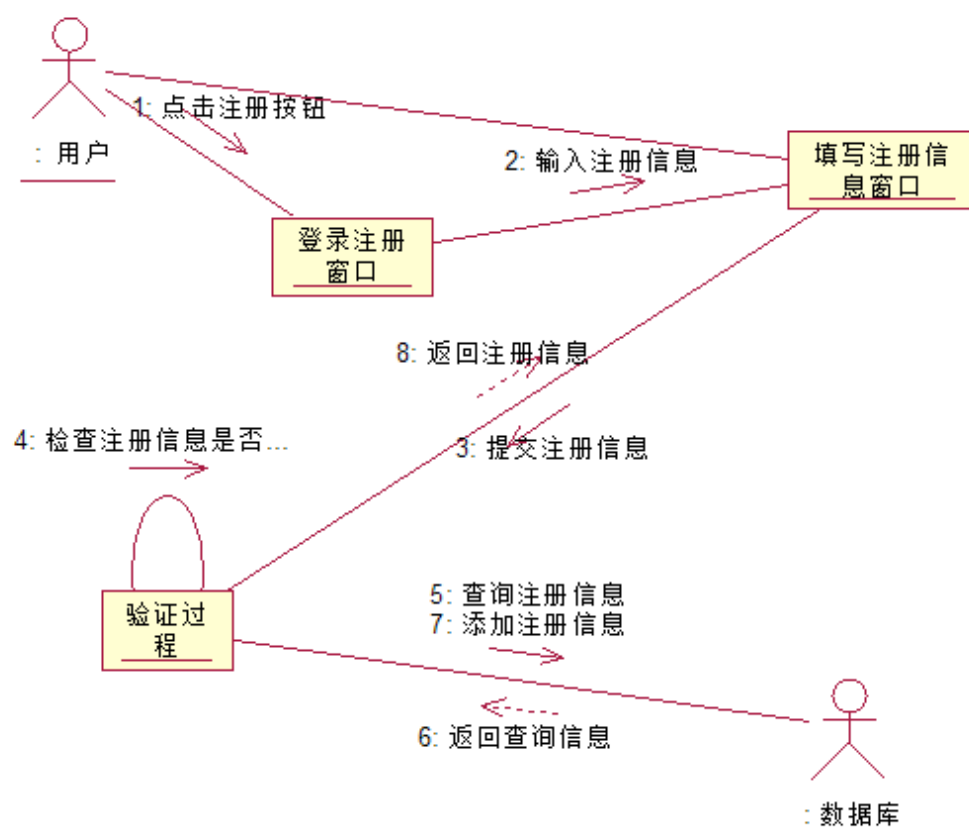 1: 点击注册按钮
: 用户
2: 输入注册信息
填写注册信
息窗口
登录注册
窗口
8: 返回注册信息
4: 检查注册信息是否...
3: 提交注册信息
验证过
程
5: 查询注册信息
7: 添加注册信息
6: 返回查询信息
: 数据库